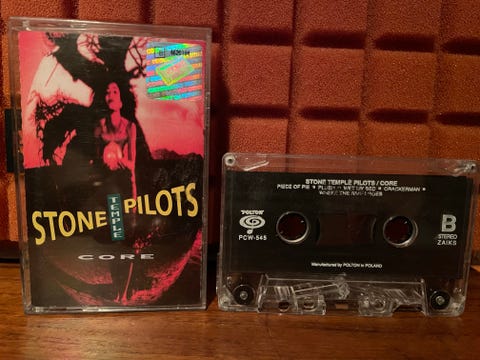 STONE
TEMPLE
PILOTS
CORE
STONE TEMPLE PILOTS / CORE
PIECE OF PIE • PLUSH • WET MY BED • CRACKERMAN •
WHERE THE RIVER GOES
POLTON
PCW-545
B
STEREO
ZAIKS
Manufactured by POLTON in POLAND